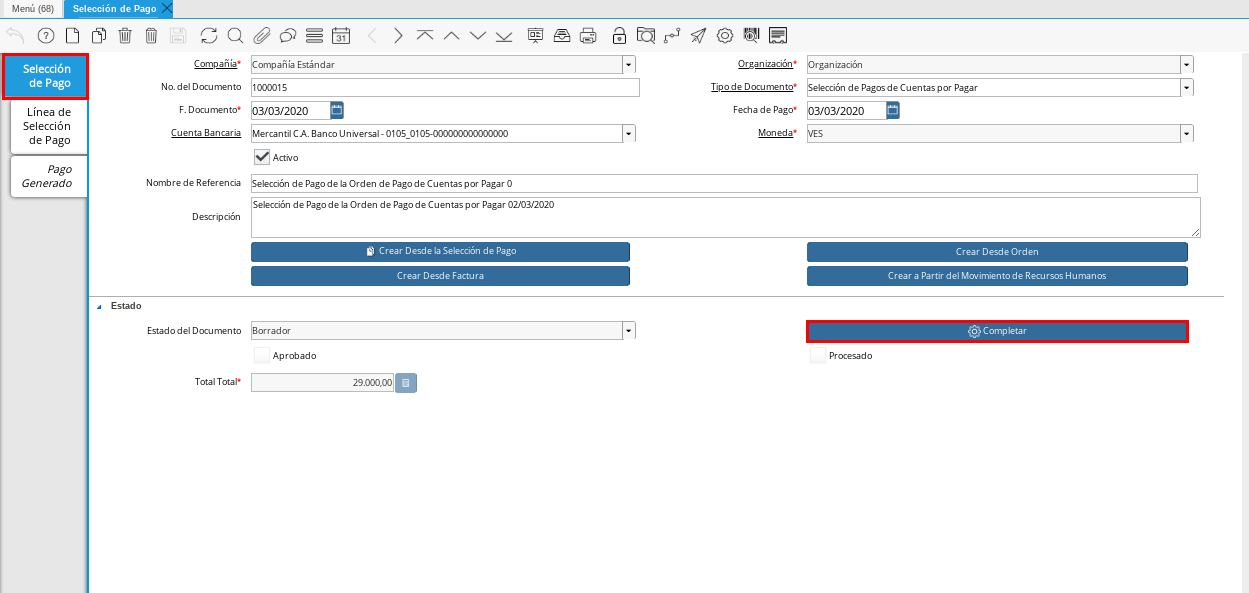 Menú (68)
Selección de Pago
31
Selección
de Pago
Línea de
Selección
de Pago
Pago
Generado
Compañía* Compañía Estándar Organización* Organización
No. del Documento 1000015 Tipo de Documento* Selección de Pagos de Cuentas por Pagar
F. Documento* 03/03/2020 Fecha de Pago* 03/03/2020
Cuenta Bancaria Mercantil C.A. Banco Universal - 0105_0105-000000000000000 Moneda* VES
Activo
Nombre de Referencia Selección de Pago de la Orden de Pago de Cuentas por Pagar 0
Descripción Selección de Pago de la Orden de Pago de Cuentas por Pagar 02/03/2020
Crear Desde la Selección de Pago Crear Desde Orden
Crear Desde Factura Crear a Partir del Movimiento de Recursos Humanos
Estado
Estado del Documento Borrador Completar
Aprobado Procesado
Total Total* 29.000,00